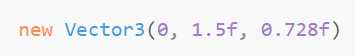 new Vector3(0, 1.5f, 0.728f)